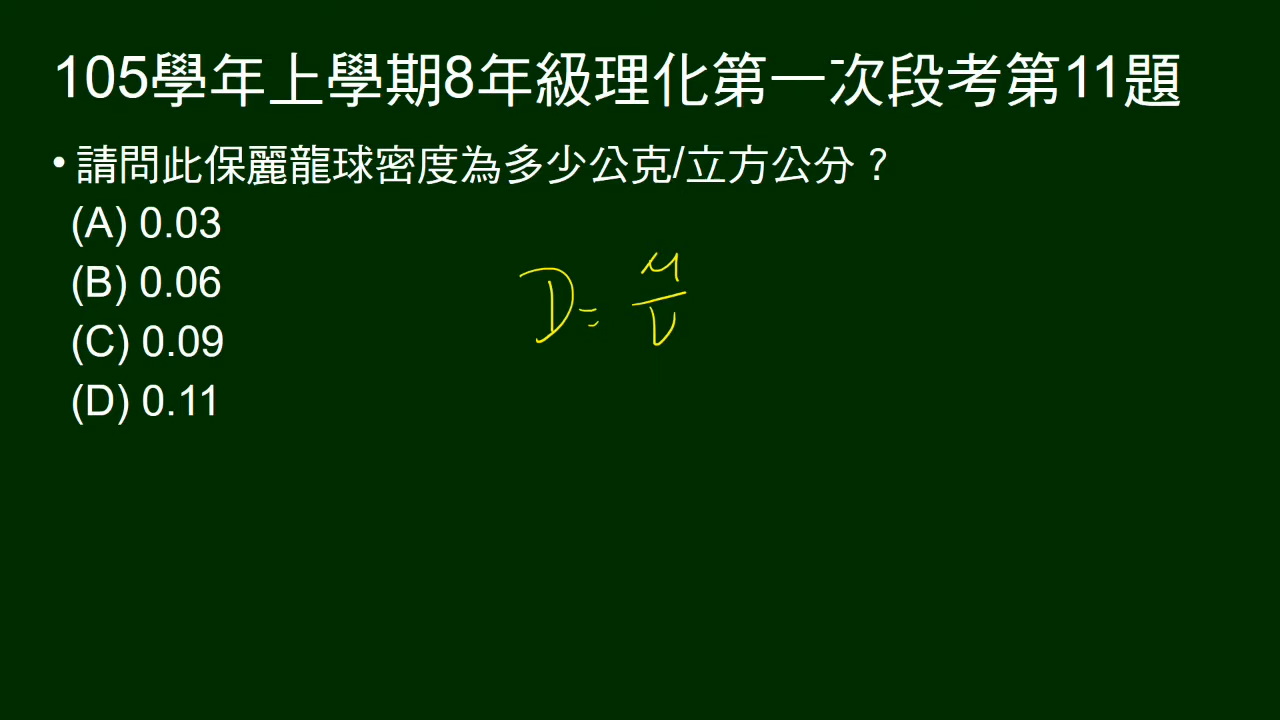 105學年上學期8年級理化第一次段考第11題
• 請問此保麗龍球密度為多少公克/立方公分？
(A) 0.03
(B) 0.06
(C) 0.09
(D) 0.11
D = M
V